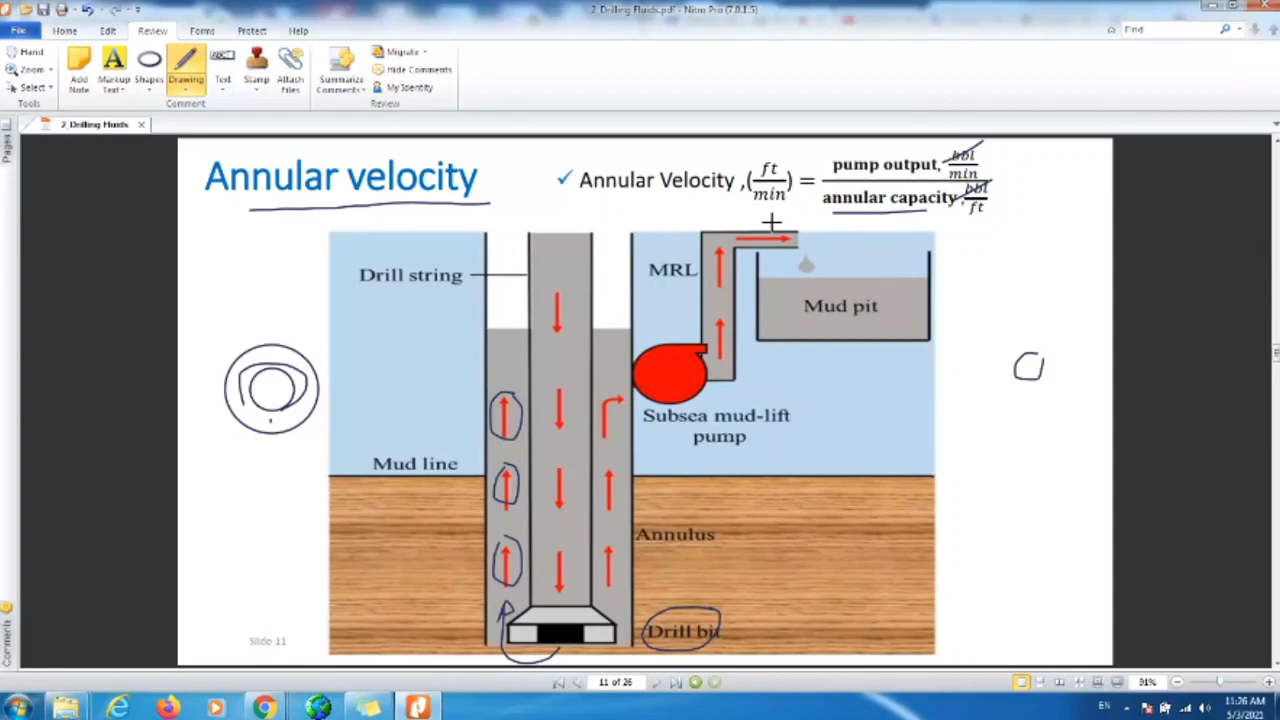 2_Drilling Fluids.pdf - Nitro Pro (7.0.1.5)
File Home Edit Review Forms Protect Help
Find
Hand
Zoom
Select
Tools
Add Note
Markup Text
Shapes
Drawing
Text
Stamp
Attach Files
Comment
Summarize Comments
Migrate
Hide Comments
My Identity
Review
2_Drilling Fluids
Pages
Annular velocity
✓ Annular Velocity ,(ft/min) = pump output, bbl/min / annular capacity, bbl/ft
Drill string
MRL
Mud pit
Subsea mud-lift
pump
Mud line
Annulus
Drill bit
Slide 11
Comments
11 of 26
91%
EN
11:26 AM
5/3/2021